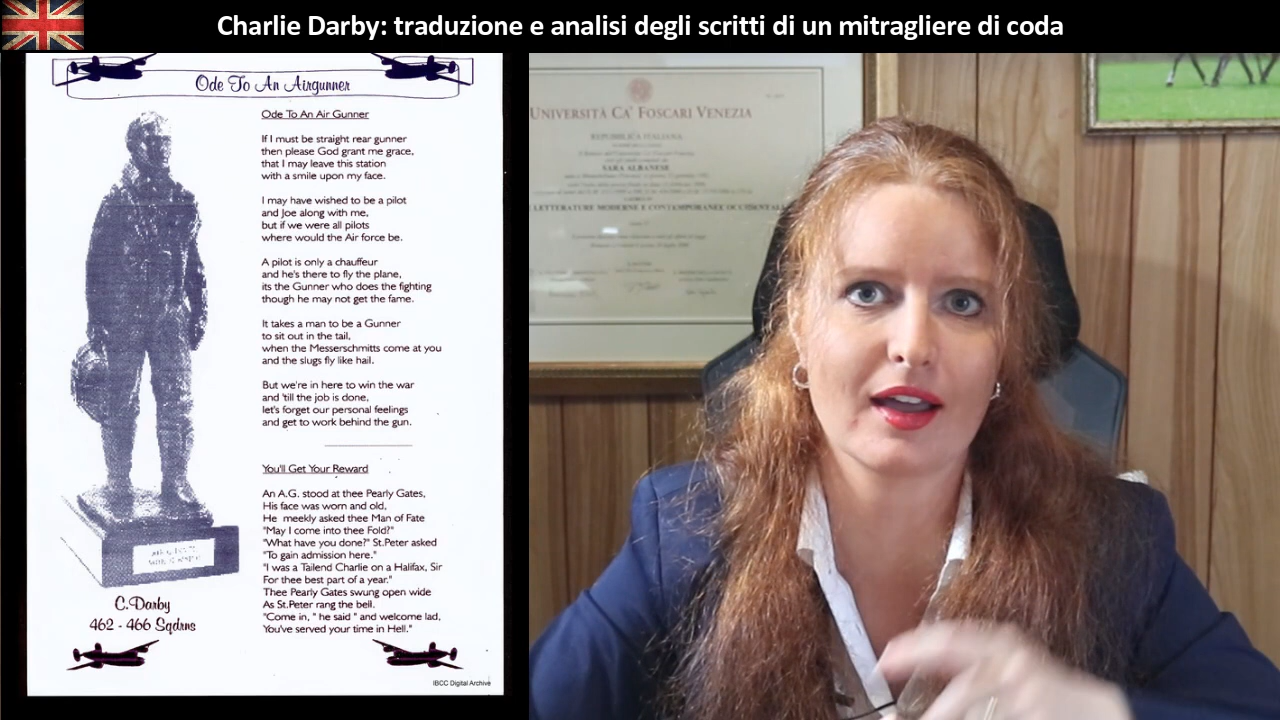 Charlie Darby: traduzione e analisi degli scritti di un mitragliere di coda
Ode To An Airgunner
Ode To An Air Gunner
If I must be straight rear gunner
then please God grant me grace,
that I may leave this station
with a smile upon my face.
I may have wished to be a pilot
and Joe along with me,
but if we were all pilots
where would the Air force be.
A pilot is only a chauffeur
and he's there to fly the plane,
its the Gunner who does the fighting
though he may not get the fame.
It takes a man to be a Gunner
to sit out in the tail,
when the Messerschmitts come at you
and the slugs fly like hail.
But we're in here to win the war
and 'till the job is done,
let's forget our personal feelings
and get to work behind the gun.
You'll Get Your Reward
An A.G. stood at thee Pearly Gates,
His face was worn and old,
He meekly asked thee Man of Fate
"May I come into thee Fold?"
"What have you done?" St.Peter asked
"To gain admission here."
"I was a Tailend Charlie on a Halifax, Sir
For thee best part of a year."
Thee Pearly Gates swung open wide
As St.Peter rang the bell.
"Come in, " he said " and welcome lad,
You've served your time in Hell."
C.Darby
462 - 466 Sqdrns
IBCC Digital Archive
UNIVERSITÀ CA' FOSCARI VENEZIA
REPUBBLICA ITALIANA
SARA ALBANESE
LETTERATURE MODERNE E CONTEMPORANEE OCCIDENTALI